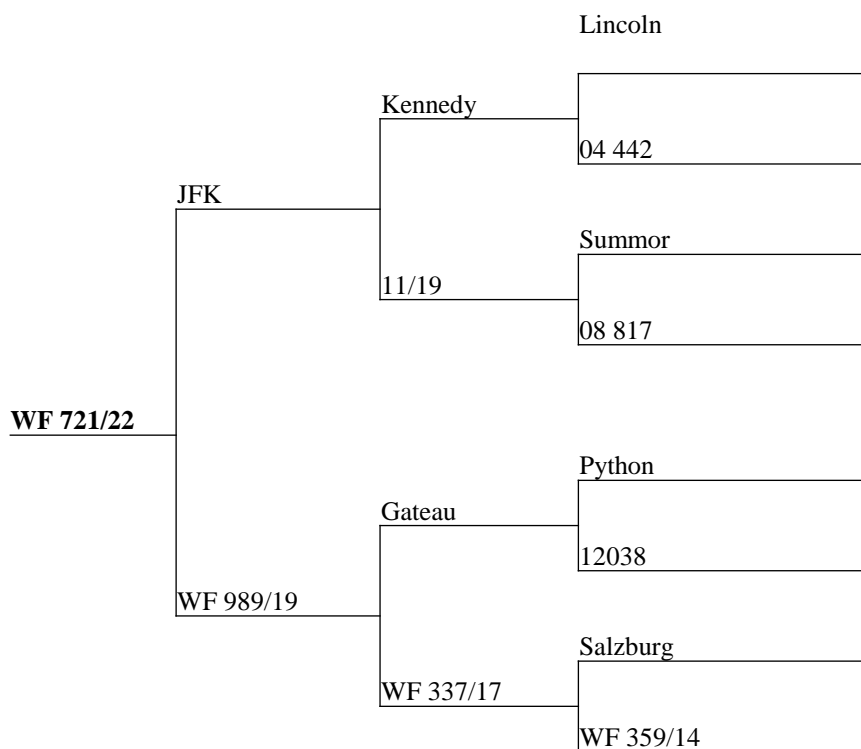 Lincoln
Kennedy
04 442
JFK
Summor
11/19
08 817
WF 721/22
Python
Gateau
12038
WF 989/19
Salzburg
WF 337/17
WF 359/14